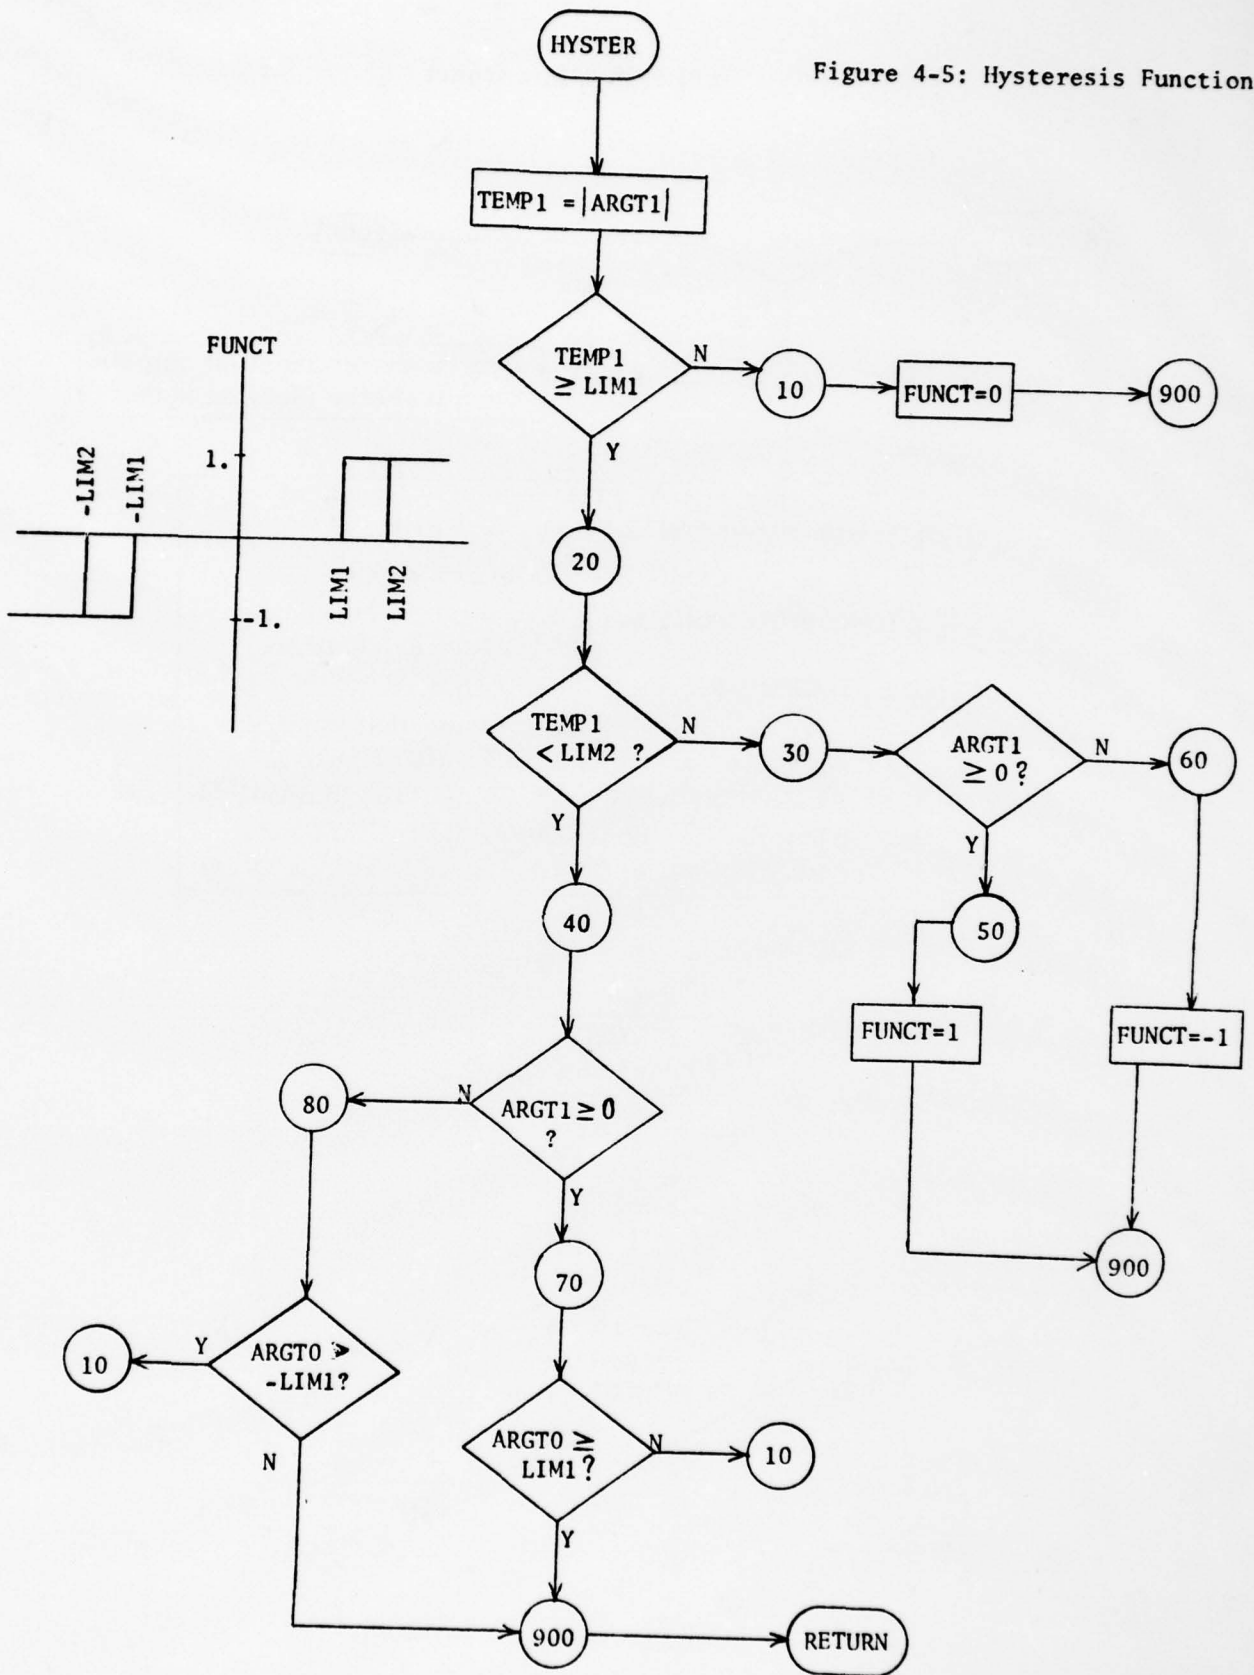 HYSTER
Figure 4-5: Hysteresis Function
TEMP1 = |ARGT1|
TEMP1
≥ LIM1
N
10
FUNCT=0
900
Y
FUNCT
1.
-LIM2
-LIM1
LIM1
LIM2
-1.
20
TEMP1
< LIM2 ?
N
30
ARGT1
≥ 0?
N
60
Y
Y
50
40
FUNCT=1
FUNCT=-1
80
N
ARGT1 ≥ 0
?
Y
900
70
10
Y
ARGT0 >
-LIM1?
N
ARGT0 ≥
LIM1?
N
10
Y
900
RETURN